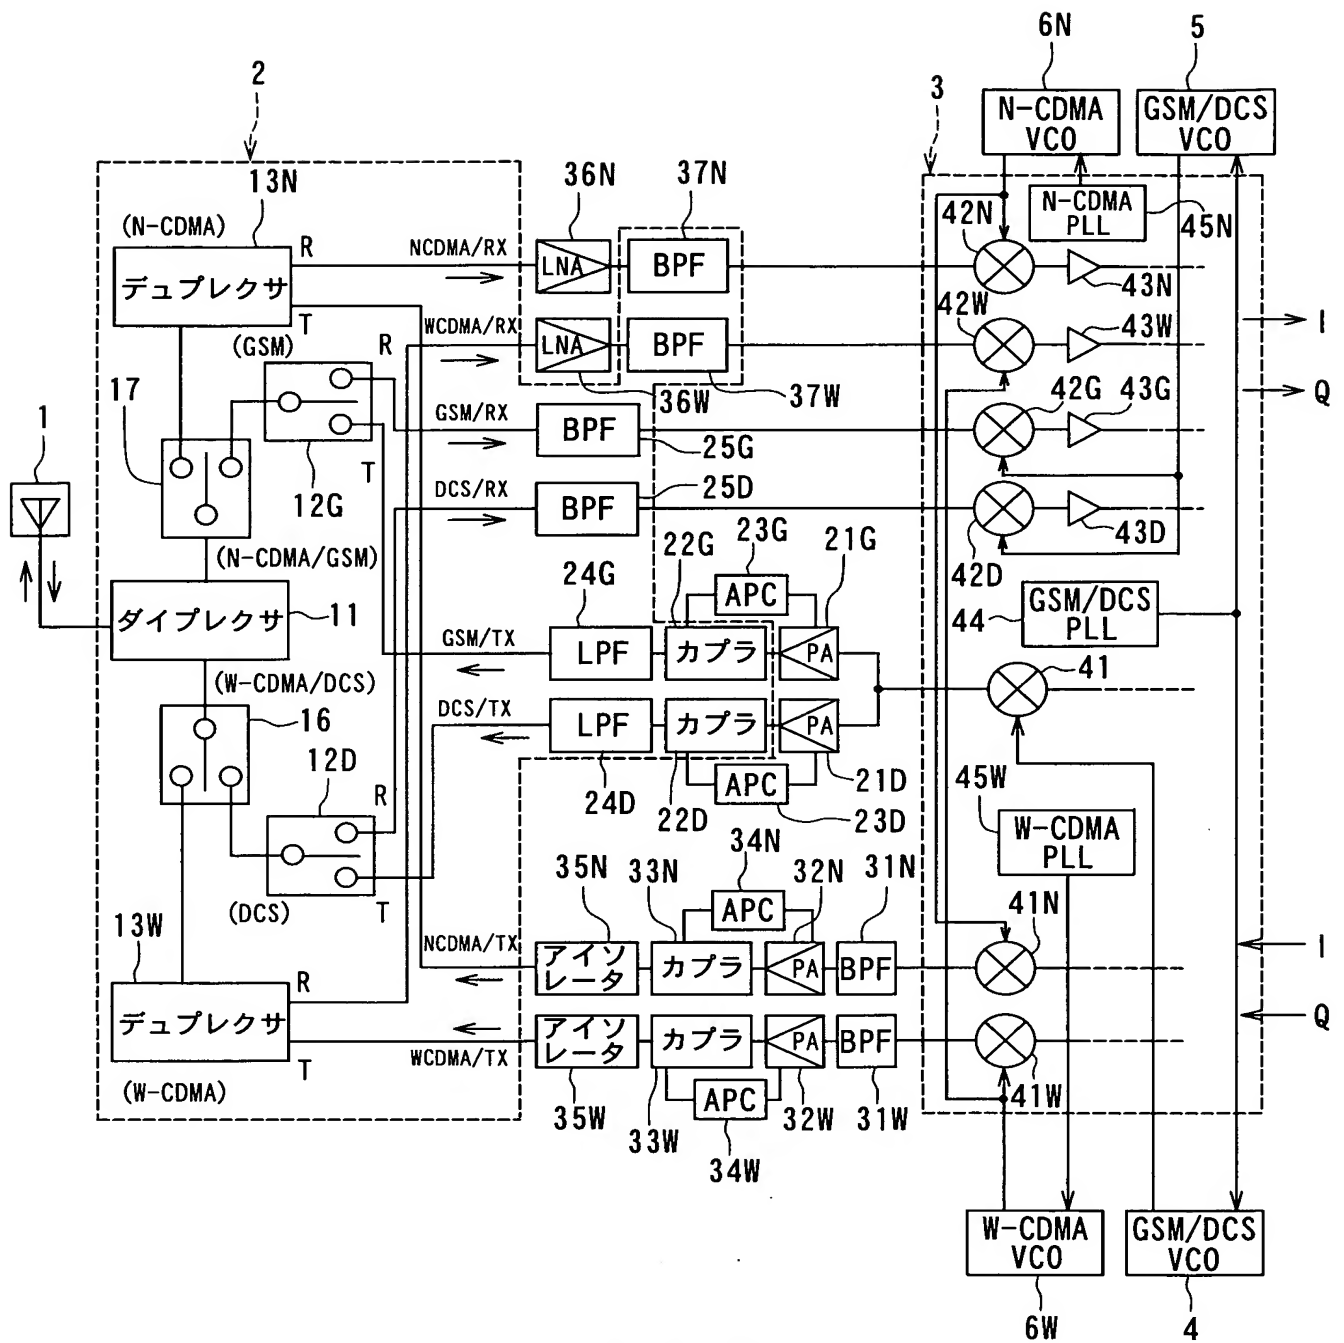 6N
5
2
3
N-CDMA
VCO
GSM/DCS
VCO
13N
36N
37N
42N
N-CDMA
PLL
45N
(N-CDMA)
R
NCDMA/RX
LNA
BPF
デュプレクサ
43N
T
42W
(GSM)
R
WCDMA/RX
LNA
BPF
43W
I
17
36W
37W
42G
43G
Q
1
GSM/RX
BPF
25G
T
12G
DCS/RX
25D
BPF
43D
(N-CDMA/GSM)
23G
21G
22G
42D
24G
APC
GSM/DCS
PLL
44
ダイプレクサ
11
GSM/TX
LPF
カプラ
PA
41
(W-CDMA/DCS)
16
DCS/TX
LPF
カプラ
PA
12D
R
APC
21D
45W
24D
22D
23D
W-CDMA
PLL
34N
35N
33N
32N
31N
(DCS)
T
APC
41N
13W
NCDMA/TX
アイソ
レータ
カプラ
PA
BPF
I
R
デュプレクサ
アイソ
レータ
カプラ
PA
BPF
Q
T
WCDMA/TX
(W-CDMA)
APC
41W
35W
33W
32W
31W
34W
W-CDMA
VCO
GSM/DCS
VCO
6W
4